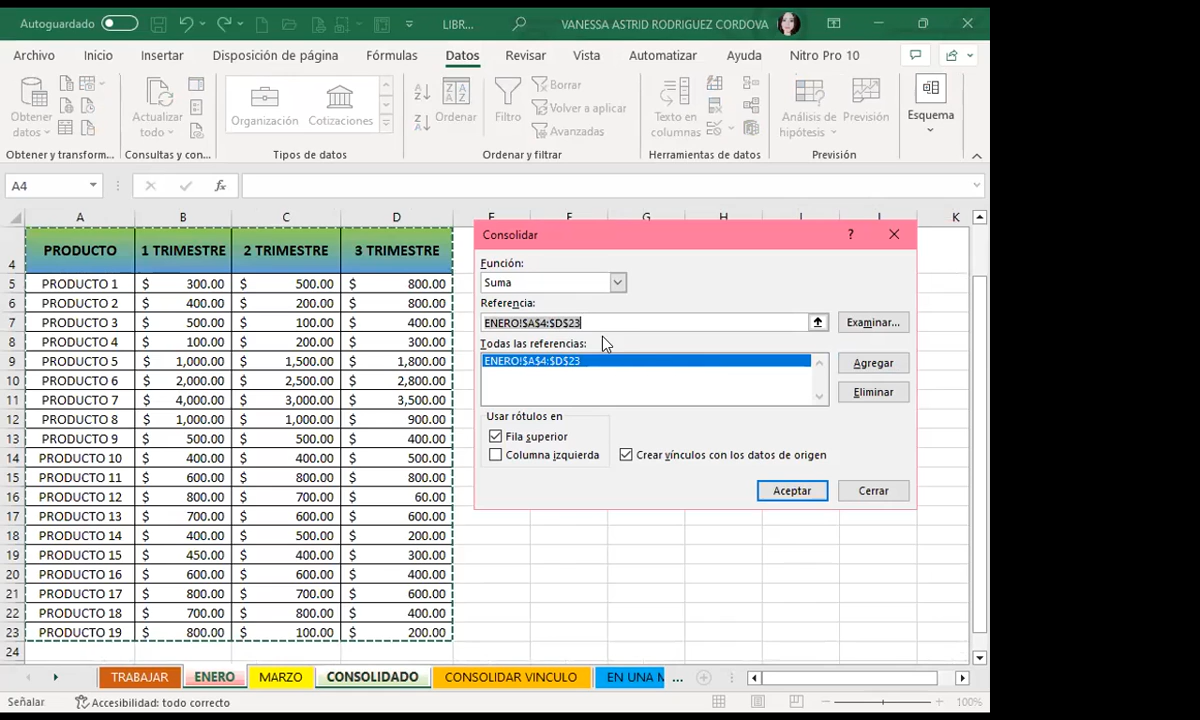 Autoguardado LIBR... VANESSA ASTRID RODRIGUEZ CORDOVA
Archivo Inicio Insertar Disposición de página Fórmulas Datos Revisar Vista Automatizar Ayuda Nitro Pro 10
Obtener datos
Actualizar todo
Organización
Cotizaciones
Ordenar
Filtro
Borrar
Volver a aplicar
Avanzadas
Texto en columnas
Análisis de hipótesis
Previsión
Esquema
Obtener y transform... Consultas y con... Tipos de datos Ordenar y filtrar Herramientas de datos Previsión
A4 fx
A B C D E F G H I J K
4 PRODUCTO 1 TRIMESTRE 2 TRIMESTRE 3 TRIMESTRE
5 PRODUCTO 1 $ 300.00 $ 500.00 $ 800.00
6 PRODUCTO 2 $ 400.00 $ 200.00 $ 800.00
7 PRODUCTO 3 $ 500.00 $ 100.00 $ 400.00
8 PRODUCTO 4 $ 100.00 $ 200.00 $ 300.00
9 PRODUCTO 5 $ 1,000.00 $ 1,500.00 $ 1,800.00
10 PRODUCTO 6 $ 2,000.00 $ 2,500.00 $ 2,800.00
11 PRODUCTO 7 $ 4,000.00 $ 3,000.00 $ 3,500.00
12 PRODUCTO 8 $ 1,000.00 $ 1,000.00 $ 900.00
13 PRODUCTO 9 $ 500.00 $ 500.00 $ 400.00
14 PRODUCTO 10 $ 400.00 $ 400.00 $ 500.00
15 PRODUCTO 11 $ 600.00 $ 800.00 $ 800.00
16 PRODUCTO 12 $ 800.00 $ 700.00 $ 60.00
17 PRODUCTO 13 $ 700.00 $ 600.00 $ 600.00
18 PRODUCTO 14 $ 400.00 $ 500.00 $ 200.00
19 PRODUCTO 15 $ 450.00 $ 400.00 $ 300.00
20 PRODUCTO 16 $ 600.00 $ 600.00 $ 400.00
21 PRODUCTO 17 $ 800.00 $ 700.00 $ 600.00
22 PRODUCTO 18 $ 700.00 $ 800.00 $ 400.00
23 PRODUCTO 19 $ 800.00 $ 100.00 $ 200.00
24
Consolidar ?
Función:
Suma
Referencia:
ENERO!$A$4:$D$23 Examinar...
Todas las referencias:
ENERO!$A$4:$D$23 Agregar
Eliminar
Usar rótulos en
Fila superior
Columna izquierda Crear vínculos con los datos de origen
Aceptar Cerrar
TRABAJAR ENERO MARZO CONSOLIDADO CONSOLIDAR VINCULO EN UNA M ...
Señalar Accesibilidad: todo correcto 100%